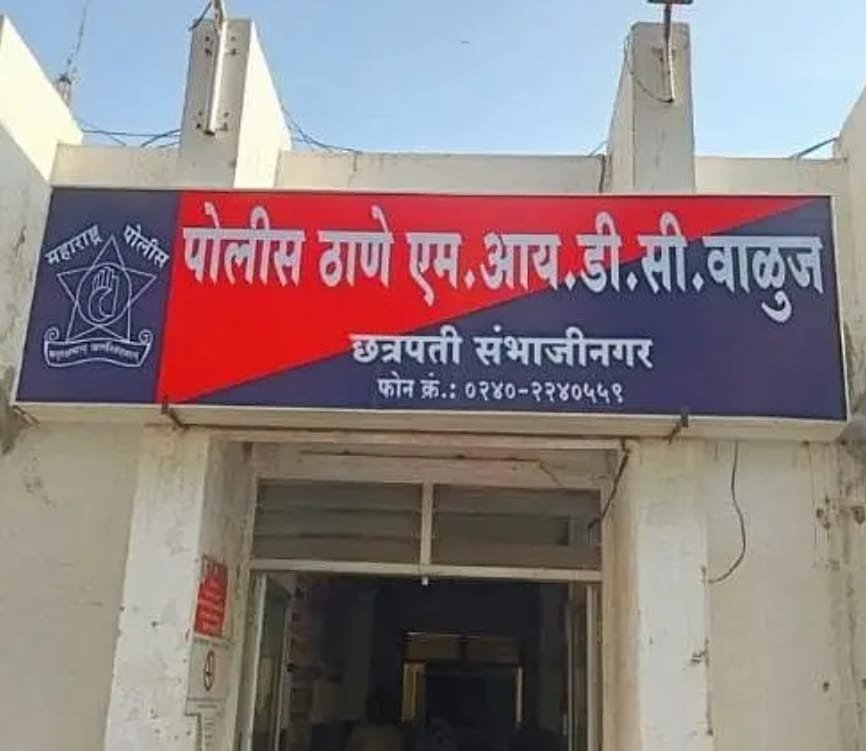 महाराष्ट्र पोलीस
पोलीस ठाणे एम.आय.डी.सी.वाळुज
छत्रपती संभाजीनगर
फोन क्रं.: ०२४०-२२४०५५९